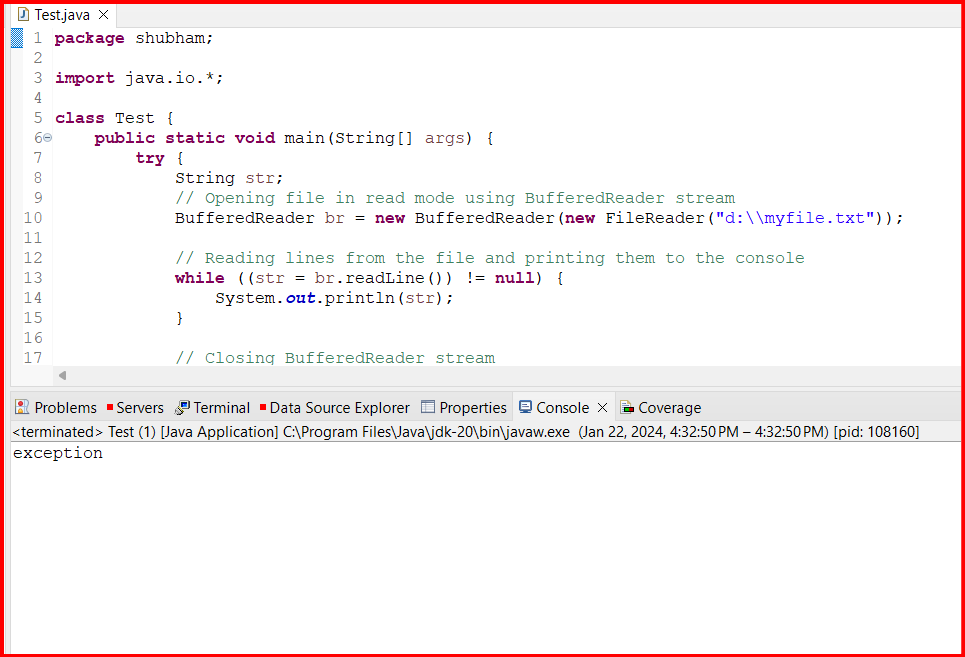 Test.java
1 package shubham;
2
3 import java.io.*;
4
5 class Test {
6 public static void main(String[] args) {
7 try {
8 String str;
9 // Opening file in read mode using BufferedReader stream
10 BufferedReader br = new BufferedReader(new FileReader("d:\\myfile.txt"));
11
12 // Reading lines from the file and printing them to the console
13 while ((str = br.readLine()) != null) {
14 System.out.println(str);
15 }
16
17 // Closing BufferedReader stream
Problems Servers Terminal Data Source Explorer Properties Console Coverage
<terminated> Test (1) [Java Application] C:\Program Files\Java\jdk-20\bin\javaw.exe (Jan 22, 2024, 4:32:50 PM – 4:32:50 PM) [pid: 108160]
exception